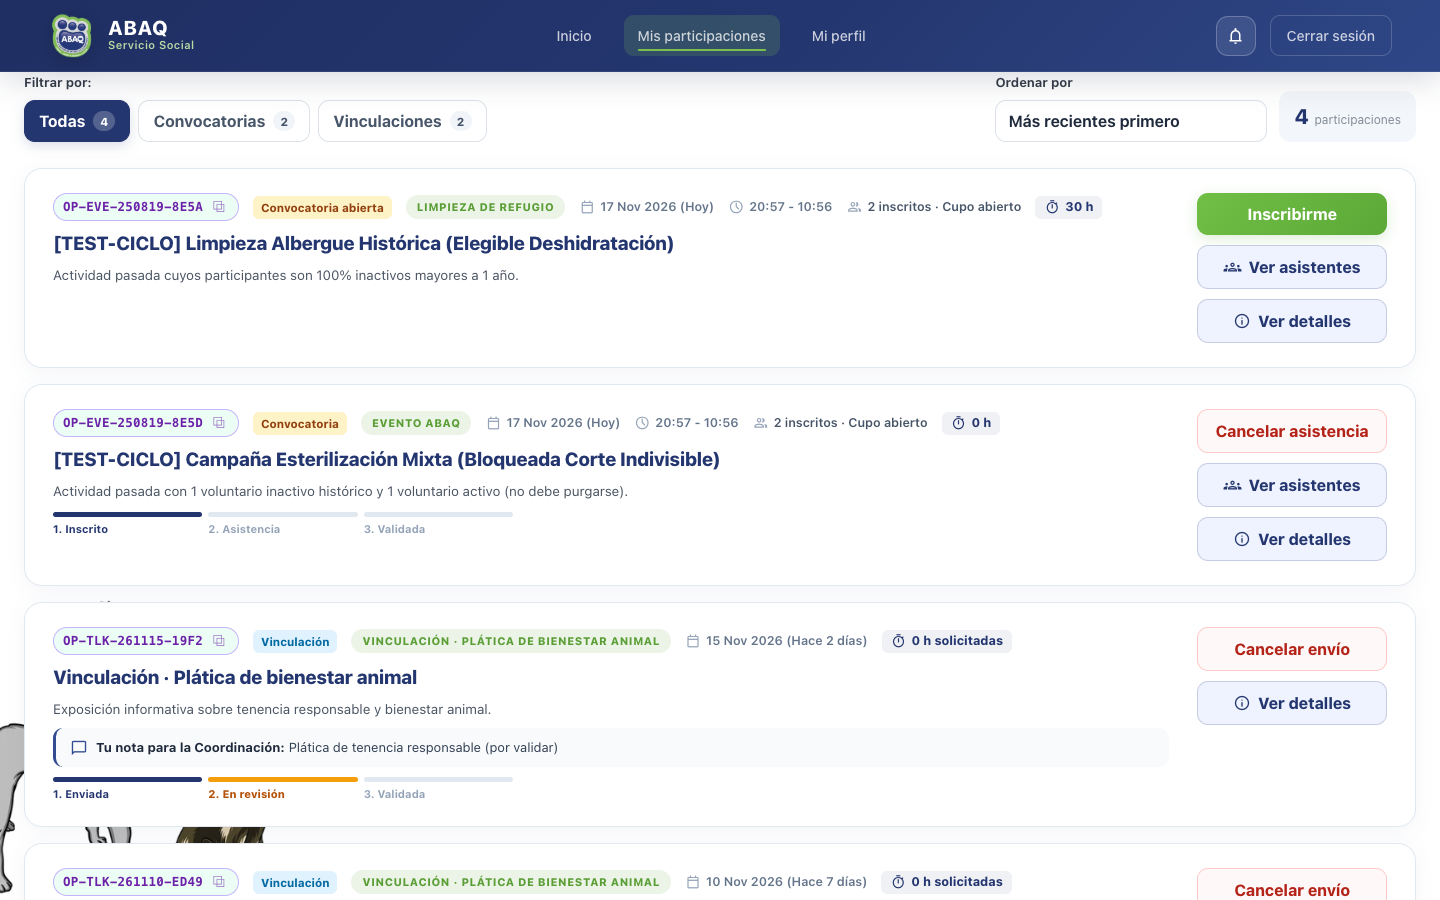 ABAQ
ABAQ
Servicio Social
Inicio
Mis participaciones
Mi perfil
Cerrar sesión
Filtrar por:
Todas 4
Convocatorias 2
Vinculaciones 2
Ordenar por
Más recientes primero
4 participaciones
OP-EVE-250819-8E5A Convocatoria abierta LIMPIEZA DE REFUGIO 17 Nov 2026 (Hoy) 20:57 - 10:56 2 inscritos · Cupo abierto 30 h
[TEST-CICLO] Limpieza Albergue Histórica (Elegible Deshidratación)
Actividad pasada cuyos participantes son 100% inactivos mayores a 1 año.
Inscribirme
Ver asistentes
Ver detalles
OP-EVE-250819-8E5D Convocatoria EVENTO ABAQ 17 Nov 2026 (Hoy) 20:57 - 10:56 2 inscritos · Cupo abierto 0 h
[TEST-CICLO] Campaña Esterilización Mixta (Bloqueada Corte Indivisible)
Actividad pasada con 1 voluntario inactivo histórico y 1 voluntario activo (no debe purgarse).
1. Inscrito 2. Asistencia 3. Validada
Cancelar asistencia
Ver asistentes
Ver detalles
OP-TLK-261115-19F2 Vinculación VINCULACIÓN · PLÁTICA DE BIENESTAR ANIMAL 15 Nov 2026 (Hace 2 días) 0 h solicitadas
Vinculación · Plática de bienestar animal
Exposición informativa sobre tenencia responsable y bienestar animal.
Tu nota para la Coordinación: Plática de tenencia responsable (por validar)
1. Enviada 2. En revisión 3. Validada
Cancelar envío
Ver detalles
OP-TLK-261110-ED49 Vinculación VINCULACIÓN · PLÁTICA DE BIENESTAR ANIMAL 10 Nov 2026 (Hace 7 días) 0 h solicitadas
Cancelar envío